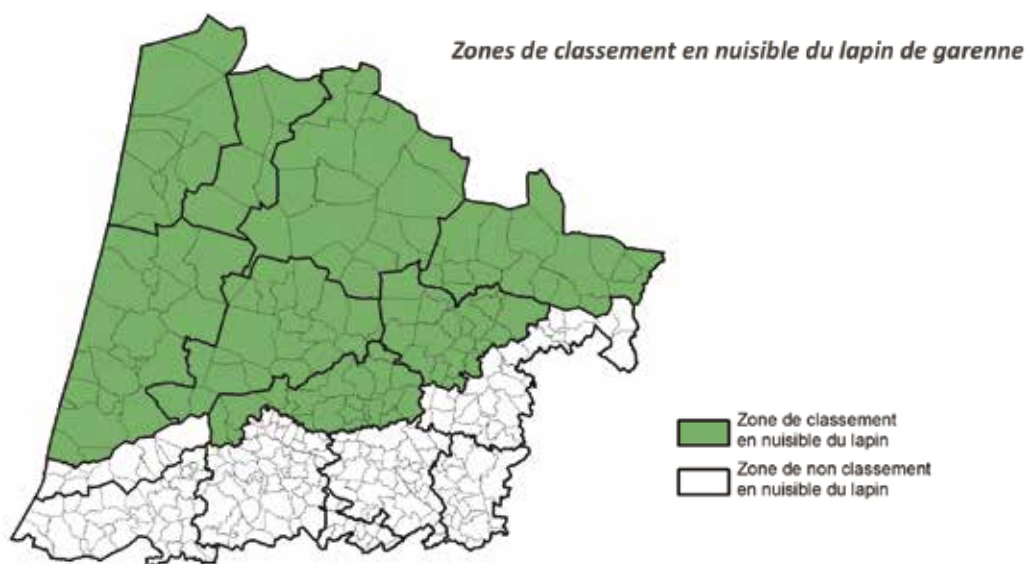 Zones de classement en nuisible du lapin de garenne
Zone de classement
en nuisible du lapin
Zone de non classement
en nuisible du lapin